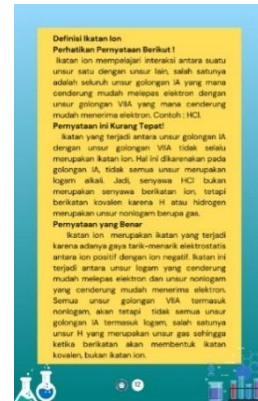 Definisi Ikatan Ion
Perhatikan Pernyataan Berikut !
Ikatan ion mempelajari interaksi antara suatu
unsur satu dengan unsur lain, salah satunya
adalah seluruh unsur golongan IA yang mana
cenderung mudah melepas elektron dengan
unsur golongan VIIA yang mana cenderung
mudah menerima elektron. Contoh : HCl.
Pernyataan ini Kurang Tepat!
Ikatan yang terjadi antara unsur golongan IA
dengan unsur golongan VIIA tidak selalu
merupakan ikatan ion. Hal ini dikarenakan pada
golongan IA, tidak semua unsur merupakan
logam alkali. Jadi, senyawa HCl bukan
merupakan senyawa berikatan ion, tetapi
berikatan kovalen karena H atau hidrogen
merupakan unsur nonlogam berupa gas.
Pernyataan yang Benar
Ikatan ion merupakan ikatan yang terjadi
karena adanya gaya tarik-menarik elektrostatis
antara ion positif dengan ion negatif. Ikatan ini
terjadi antara unsur logam yang cenderung
mudah melepas elektron dan unsur nonlogam
yang cenderung mudah menerima elektron.
Semua unsur golongan VIIA termasuk
nonlogam, akan tetapi tidak semua unsur
golongan IA termasuk logam, salah satunya
unsur H yang merupakan unsur gas sehingga
ketika berikatan akan membentuk ikatan
kovalen, bukan ikatan ion.
12